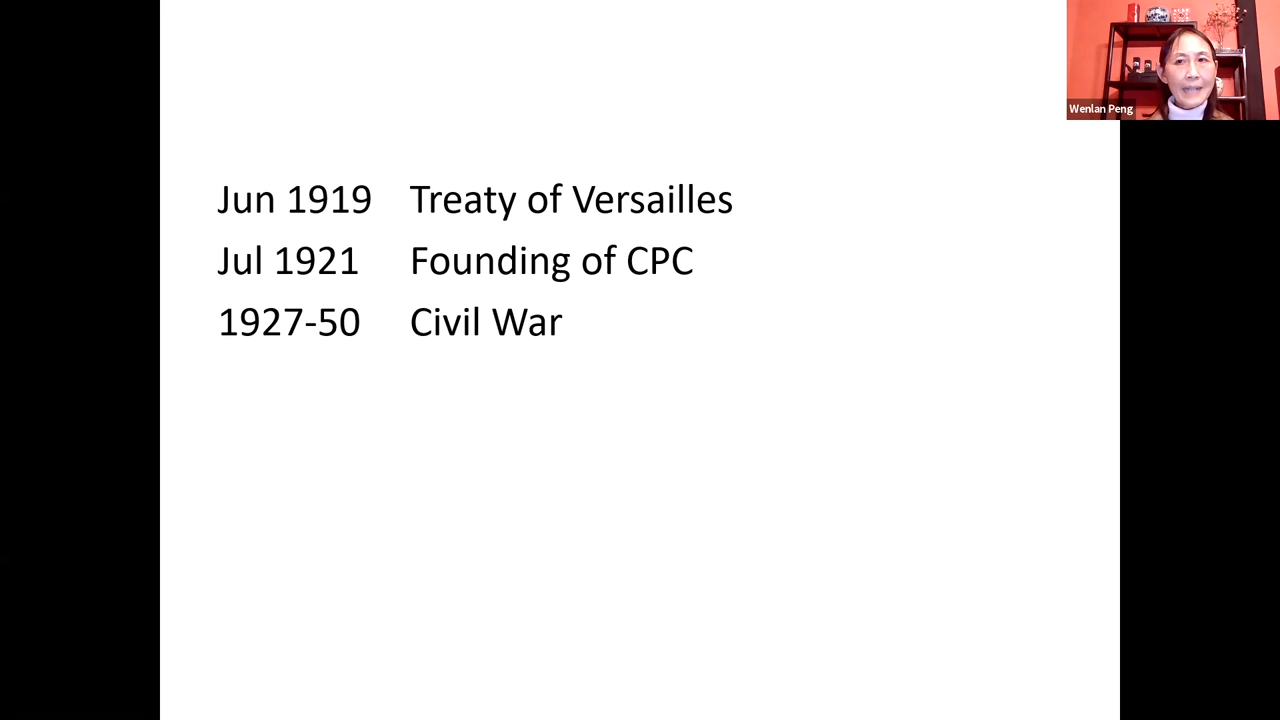 Wenlan Peng
Jun 1919 Treaty of Versailles
Jul 1921 Founding of CPC
1927-50 Civil War